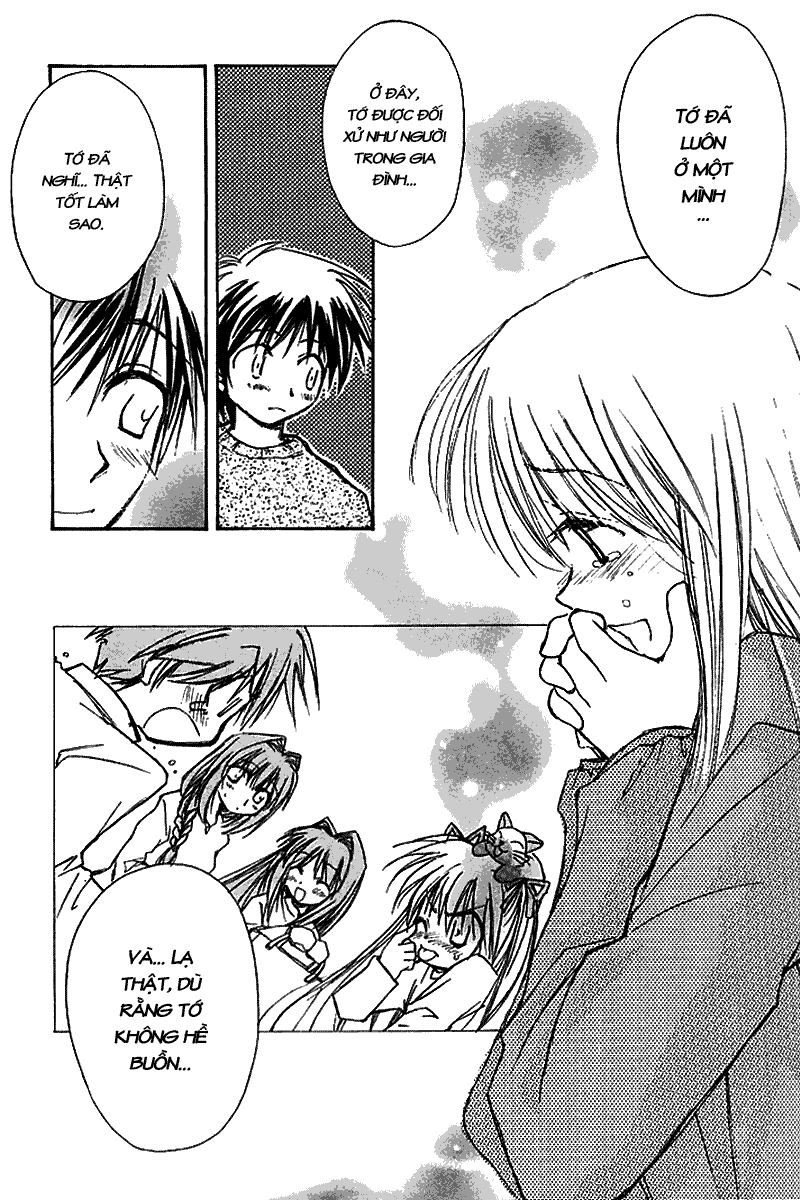 TỚ ĐÃ
LUÔN
Ở MỘT
MÌNH
...
Ở ĐÂY,
TỚ ĐƯỢC ĐỐI
XỬ NHƯ NGƯỜI
TRONG GIA
ĐÌNH...
TỚ ĐÃ
NGHĨ... THẬT
TỐT LÀM
SAO.
VÀ... LẠ
THẬT, DÙ
RẰNG TỚ
KHÔNG HỀ
BUỒN...